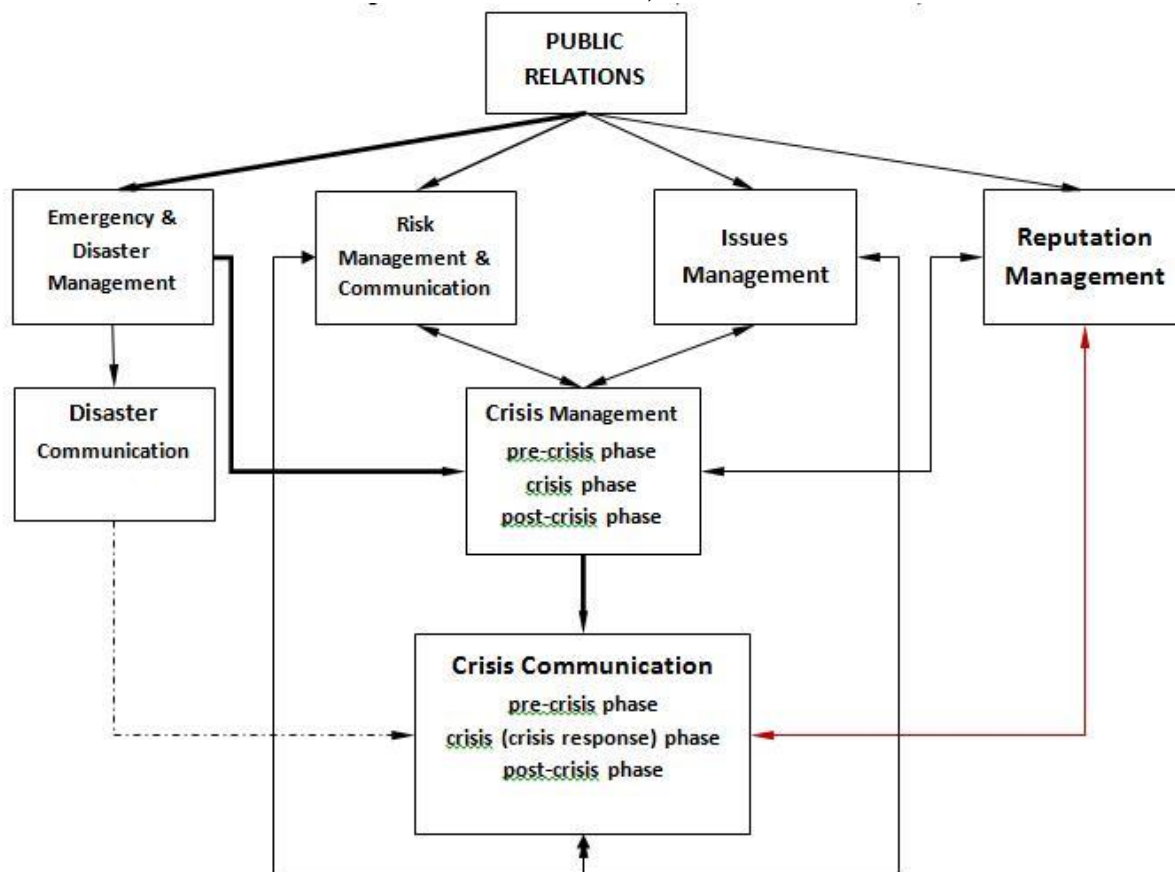 PUBLIC
RELATIONS
Emergency &
Disaster
Management
Risk
Management &
Communication
Issues
Management
Reputation
Management
Disaster
Communication
Crisis Management
pre-crisis phase
crisis phase
post-crisis phase
Crisis Communication
pre-crisis phase
crisis (crisis response) phase
post-crisis phase